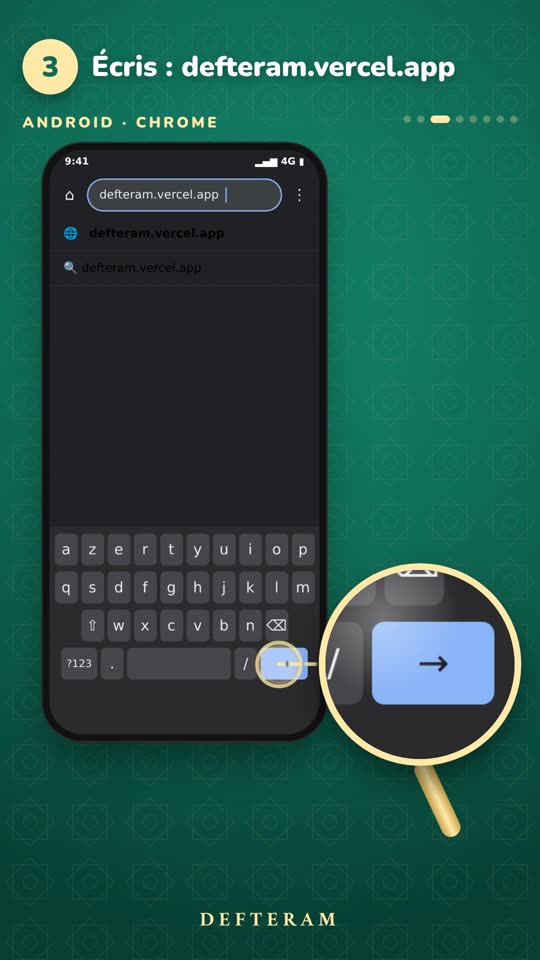 3 Écris : defteram.vercel.app
ANDROID · CHROME
9:41 4G
defteram.vercel.app
defteram.vercel.app
defteram.vercel.app
a z e r t y u i o p
q s d f g h j k l m
w x c v b n
?123 . / →
/ →
DEFTERAM